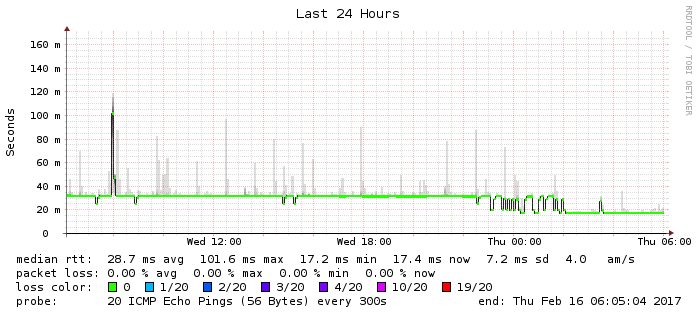 Last 24 Hours
RRDTOOL / TOBI OETIKER
Seconds
160 m
140 m
120 m
100 m
80 m
60 m
40 m
20 m
0
Wed 12:00 Wed 18:00 Thu 00:00 Thu 06:00
median rtt: 28.7 ms avg 101.6 ms max 17.2 ms min 17.4 ms now 7.2 ms sd 4.0 am/s
packet loss: 0.00 % avg 0.00 % max 0.00 % min 0.00 % now
loss color: 0 1/20 2/20 3/20 4/20 10/20 19/20
probe: 20 ICMP Echo Pings (56 Bytes) every 300s end: Thu Feb 16 06:05:04 2017